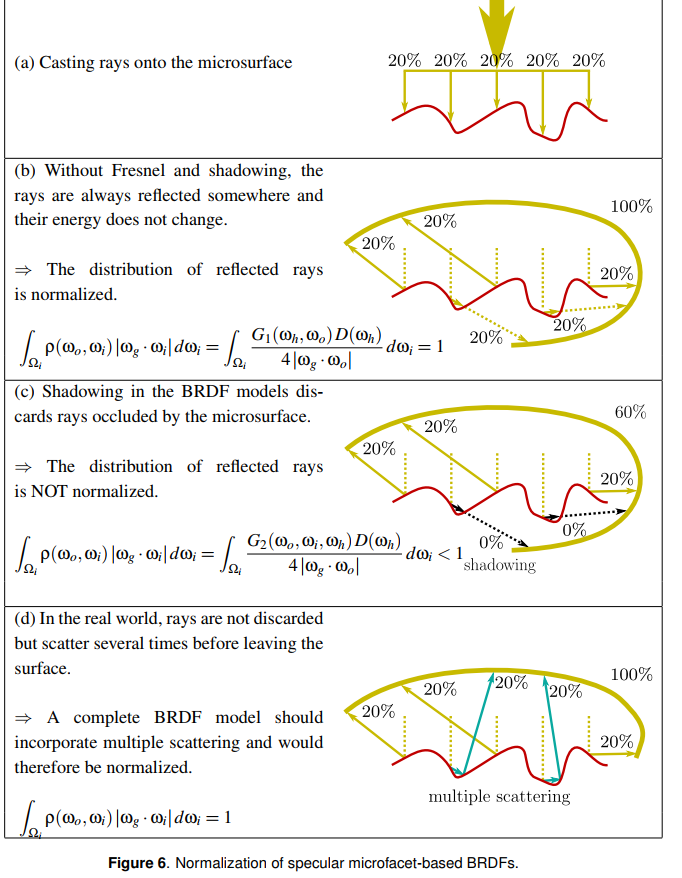 (a) Casting rays onto the microsurface
20% 20% 20% 20% 20%
(b) Without Fresnel and shadowing, the
rays are always reflected somewhere and
their energy does not change.
⇒ The distribution of reflected rays
is normalized.
∫_{Ω_i} ρ(ω_o, ω_i) |ω_g · ω_i| dω_i = ∫_{Ω_i} G_1(ω_h, ω_o) D(ω_h) / 4 |ω_g · ω_o| dω_i = 1
100%
20%
20%
20%
20%
20%
(c) Shadowing in the BRDF models dis-
cards rays occluded by the microsurface.
⇒ The distribution of reflected rays
is NOT normalized.
∫_{Ω_i} ρ(ω_o, ω_i) |ω_g · ω_i| dω_i = ∫_{Ω_i} G_2(ω_o, ω_i, ω_h) D(ω_h) / 4 |ω_g · ω_o| dω_i < 1
60%
20%
20%
20%
0%
0%
shadowing
(d) In the real world, rays are not discarded
but scatter several times before leaving the
surface.
⇒ A complete BRDF model should
incorporate multiple scattering and would
therefore be normalized.
∫_{Ω_i} ρ(ω_o, ω_i) |ω_g · ω_i| dω_i = 1
100%
20%
20%
20%
20%
20%
multiple scattering
Figure 6. Normalization of specular microfacet-based BRDFs.